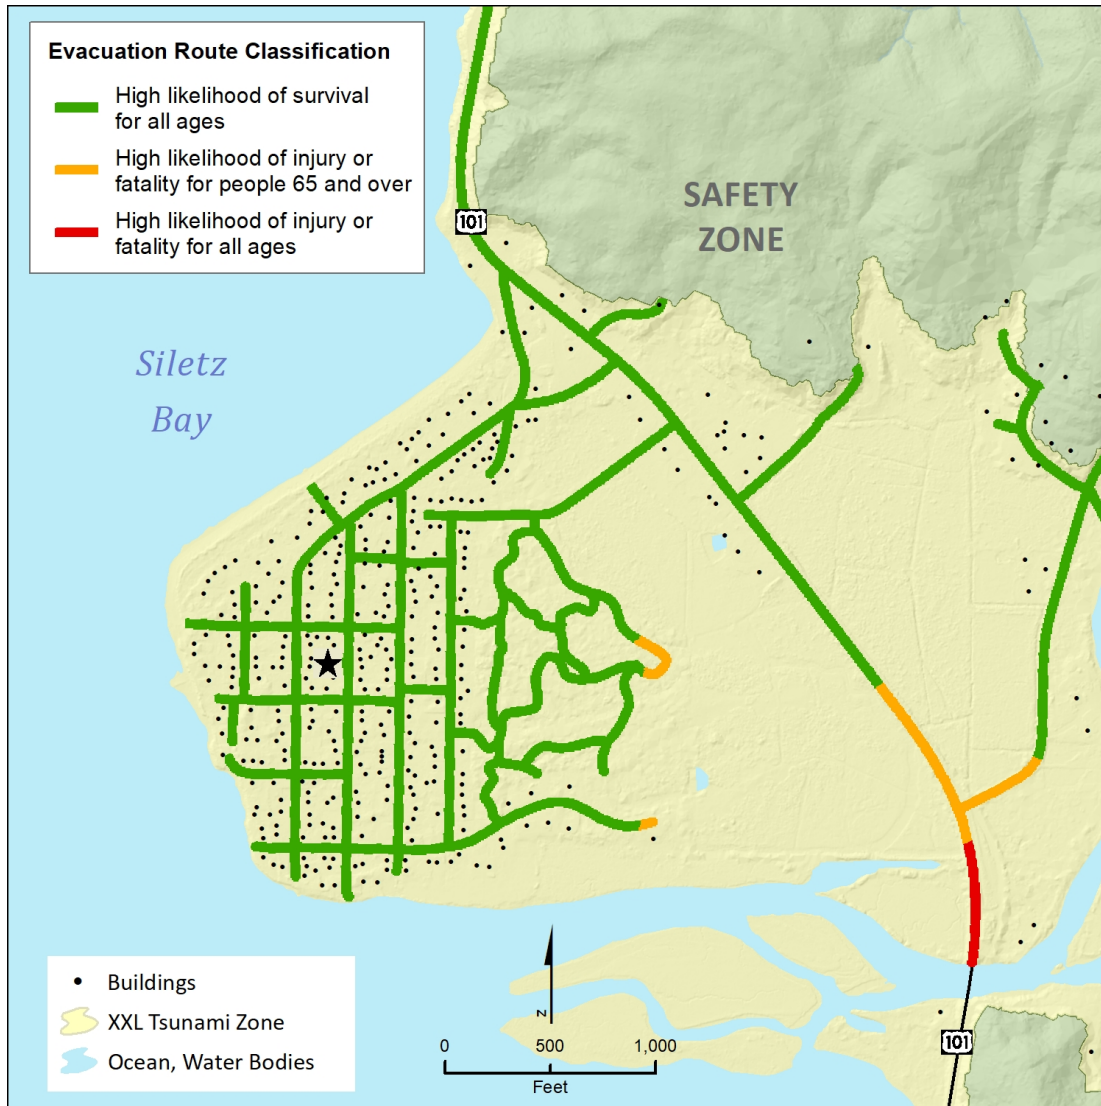 Evacuation Route Classification
High likelihood of survival
for all ages
High likelihood of injury or
fatality for people 65 and over
High likelihood of injury or
fatality for all ages
SAFETY
ZONE
101
Siletz
Bay
Buildings
XXL Tsunami Zone
Ocean, Water Bodies
z
0 500 1,000
Feet
101